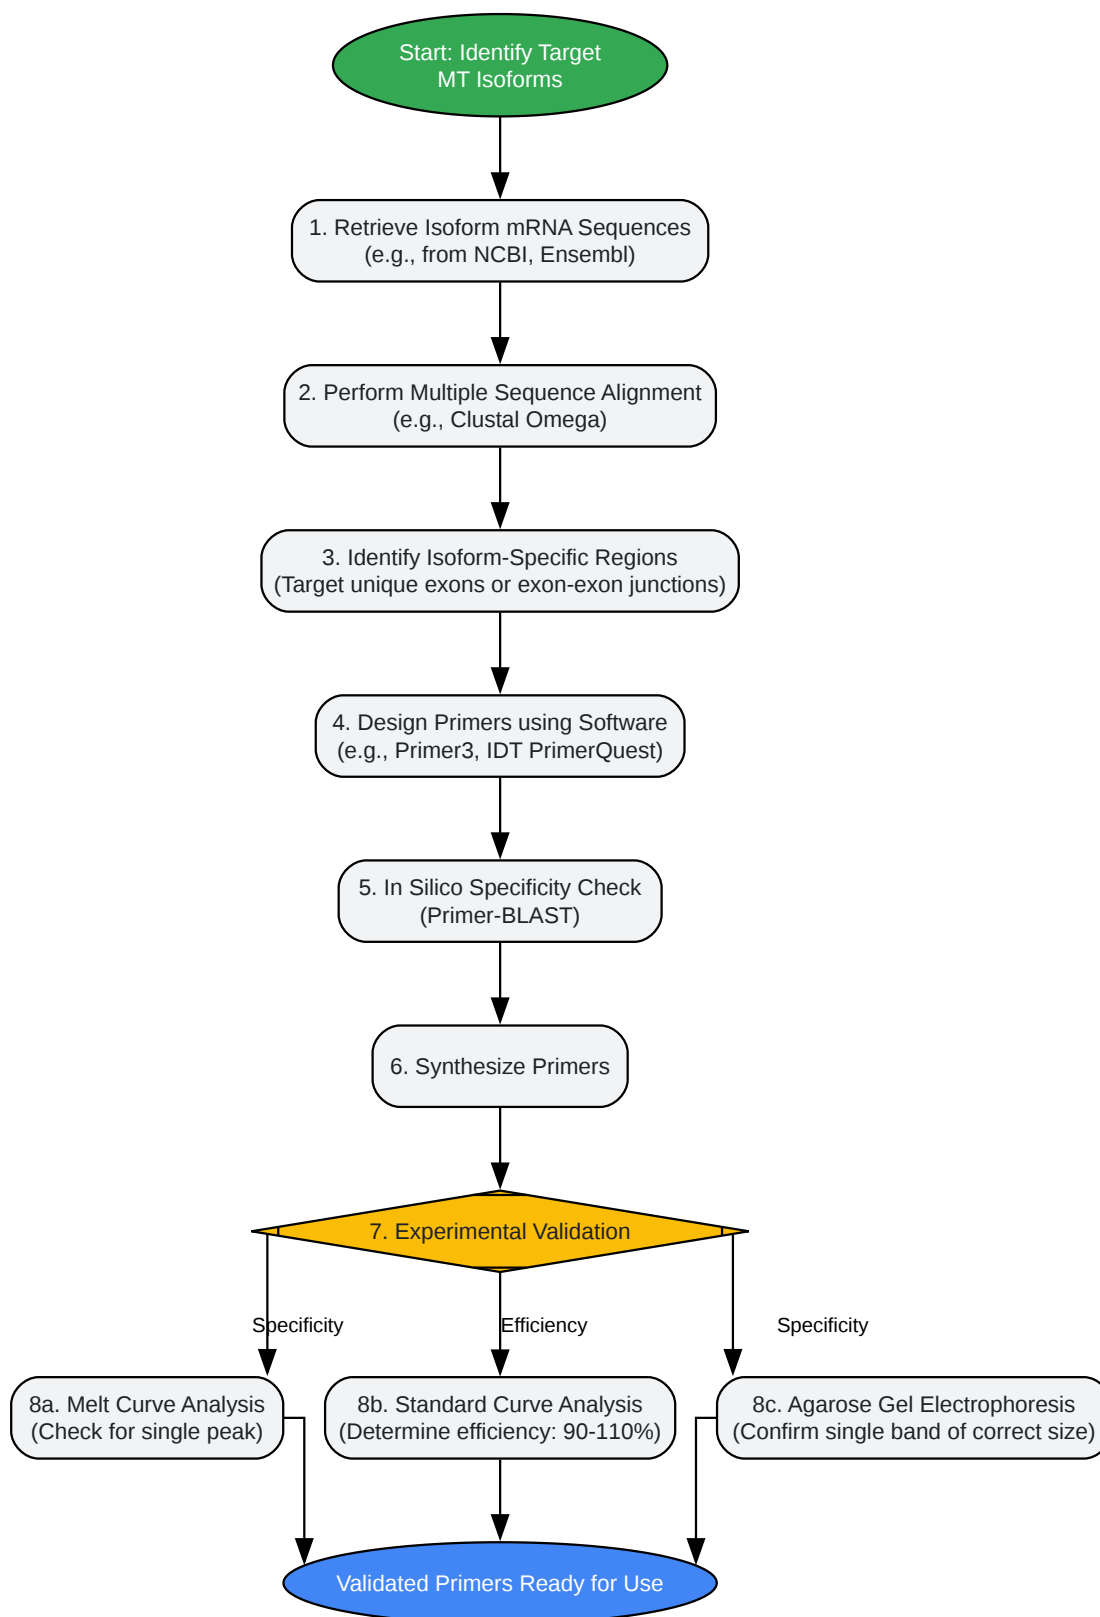 Start: Identify Target
MT Isoforms
1. Retrieve Isoform mRNA Sequences
(e.g., from NCBI, Ensembl)
2. Perform Multiple Sequence Alignment
(e.g., Clustal Omega)
3. Identify Isoform-Specific Regions
(Target unique exons or exon-exon junctions)
4. Design Primers using Software
(e.g., Primer3, IDT PrimerQuest)
5. In Silico Specificity Check
(Primer-BLAST)
6. Synthesize Primers
7. Experimental Validation
Specificity
Efficiency
Specificity
8a. Melt Curve Analysis
(Check for single peak)
8b. Standard Curve Analysis
(Determine efficiency: 90-110%)
8c. Agarose Gel Electrophoresis
(Confirm single band of correct size)
Validated Primers Ready for Use